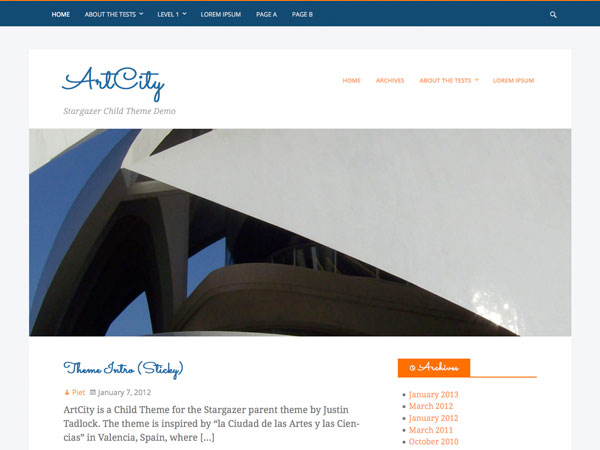 HOME ABOUT THE TESTS LEVEL 1 LOREM IPSUM PAGE A PAGE B
ArtCity
HOME ARCHIVES ABOUT THE TESTS LOREM IPSUM
Stargazer Child Theme Demo
Theme Intro (Sticky)
Piet January 7, 2012
ArtCity is a Child Theme for the Stargazer parent theme by Justin
Tadlock. The theme is inspired by “la Ciudad de las Artes y las Cien-
cias” in Valencia, Spain, where [...]
Archives
January 2013
March 2012
January 2012
March 2011
October 2010